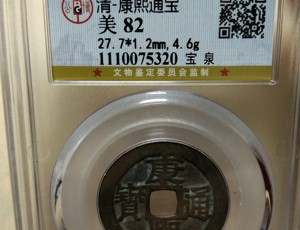 清-康熙通宝
美 82
27.7*1.2mm, 4.6g
1110075320 宝 泉
★ 文物鉴定委员会监制 ★
康熙通寶